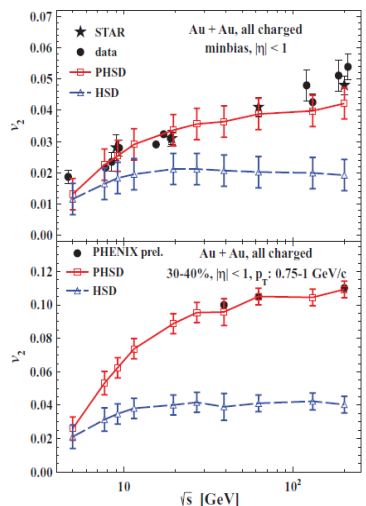 0.07
0.06
0.05
0.04
0.03
0.02
0.01
0.00
v₂
STAR
data
PHSD
HSD
Au + Au, all charged
minbias, |η| < 1
0.12
0.10
0.08
0.06
0.04
0.02
0.00
v₂
PHENIX prel.
PHSD
HSD
Au + Au, all charged
30-40%, |η| < 1, p_T: 0.75-1 GeV/c
10
10²
√s [GeV]